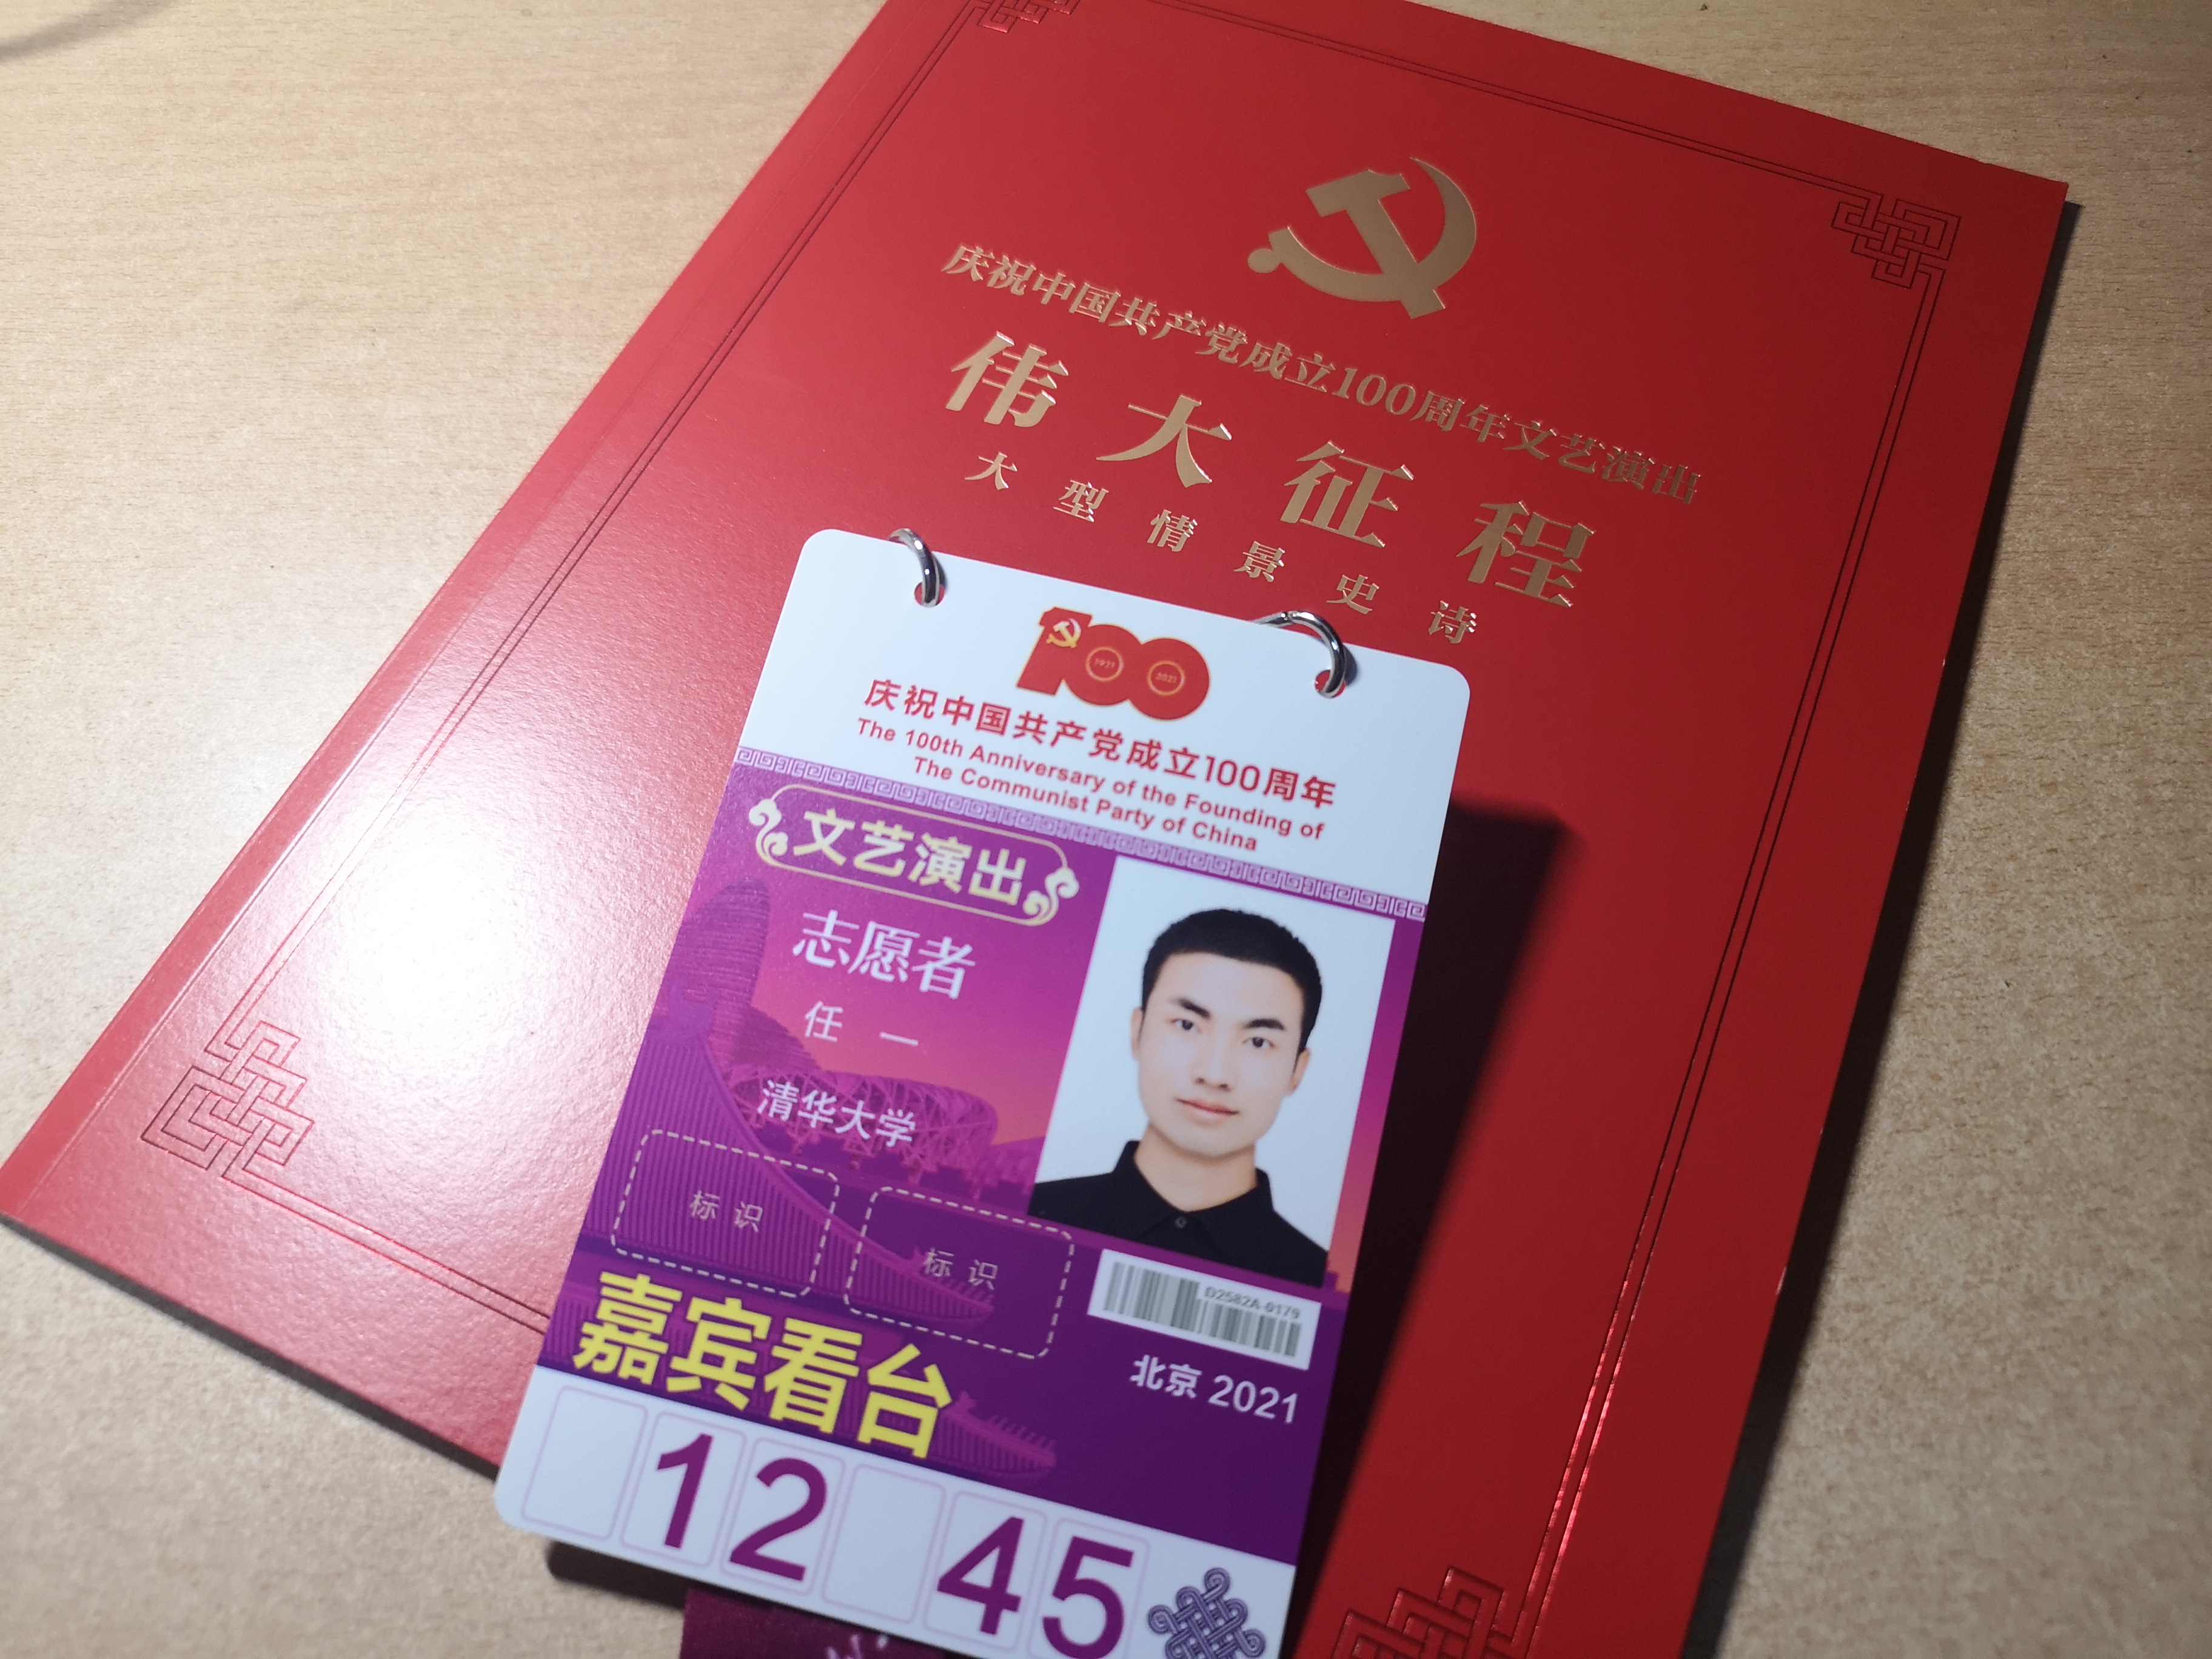 庆祝中国共产党成立100周年文艺演出
伟大征程
大型情景史诗
100
1921
2021
庆祝中国共产党成立100周年
The 100th Anniversary of the Founding of
The Communist Party of China
文艺演出
志愿者
任 一
清华大学
标 识
标 识
D2582A-0179
北京 2021
嘉宾看台
12 45